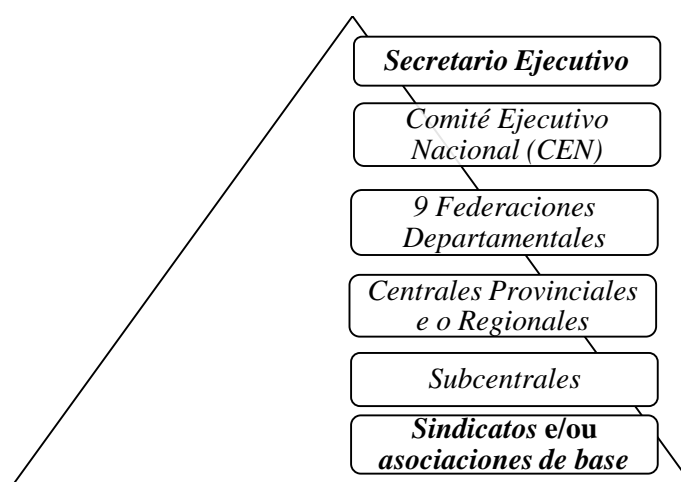 Secretario Ejecutivo
Comité Ejecutivo
Nacional (CEN)
9 Federaciones
Departamentales
Centrales Provinciales
e o Regionales
Subcentrales
Sindicatos e/ou
asociaciones de base